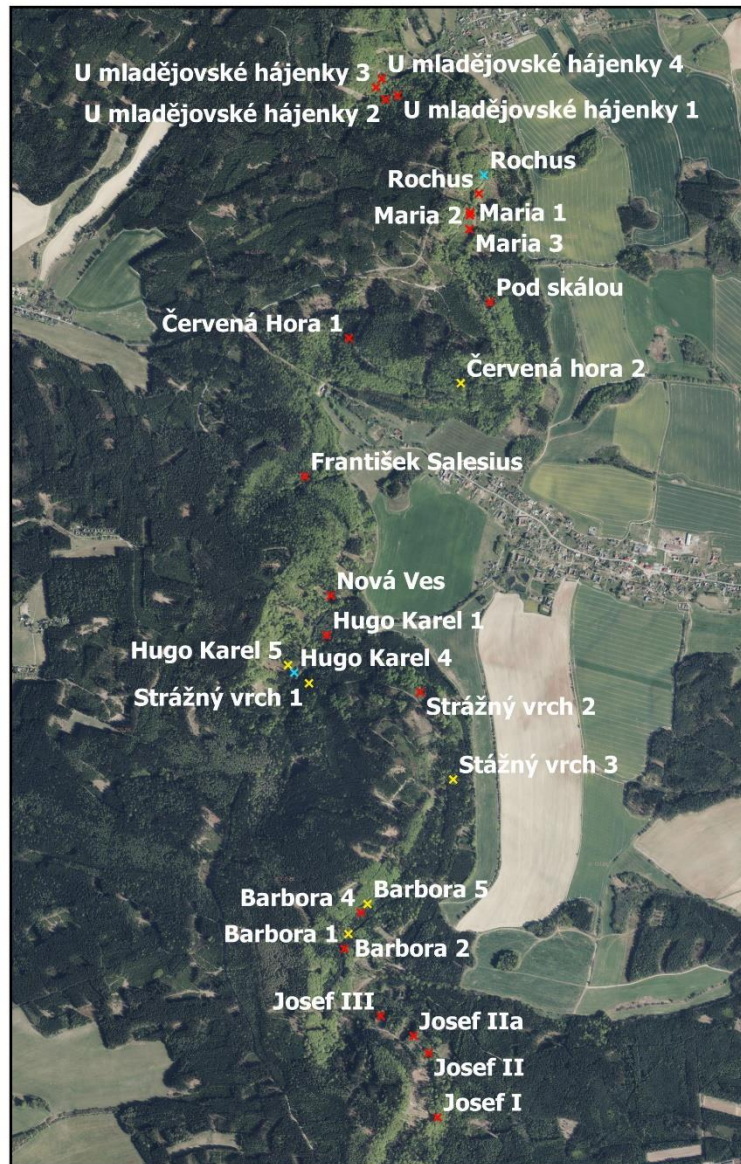 U mladějovské hájenky 4
U mladějovské hájenky 3
U mladějovské hájenky 1
U mladějovské hájenky 2
Rochus
Rochus
Maria 1
Maria 2
Maria 3
Pod skálou
Červená Hora 1
Červená hora 2
František Salesius
Nová Ves
Hugo Karel 1
Hugo Karel 5
Hugo Karel 4
Strážný vrch 1
Strážný vrch 2
Stážný vrch 3
Barbora 5
Barbora 4
Barbora 1
Barbora 2
Josef III
Josef IIa
Josef II
Josef I